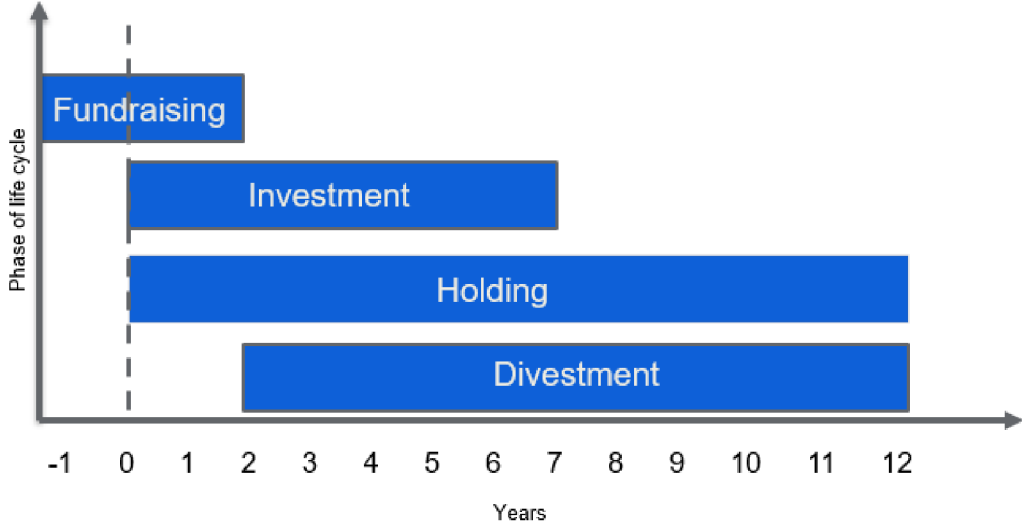 Phase of life cycle
Fundraising
Investment
Holding
Divestment
-1 0 1 2 3 4 5 6 7 8 9 10 11 12
Years